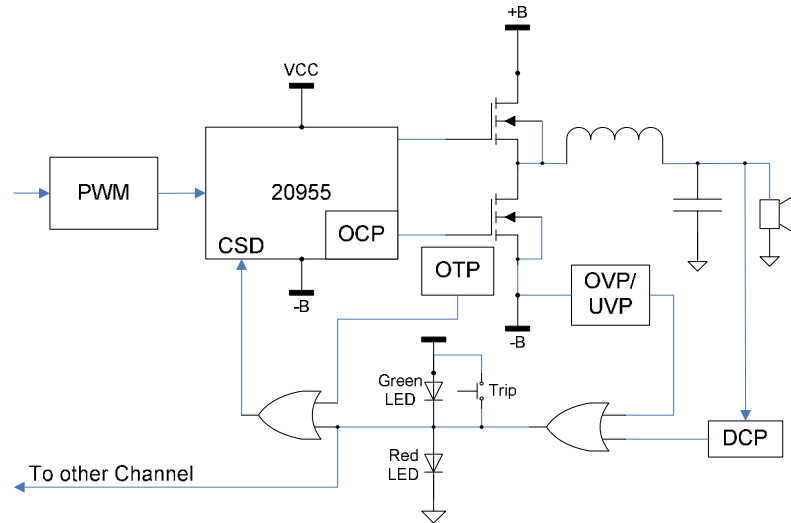 +B
VCC
PWM
20955
OCP
CSD
OTP
OVP/
UVP
-B
-B
Green
LED
Trip
Red
LED
DCP
To other Channel